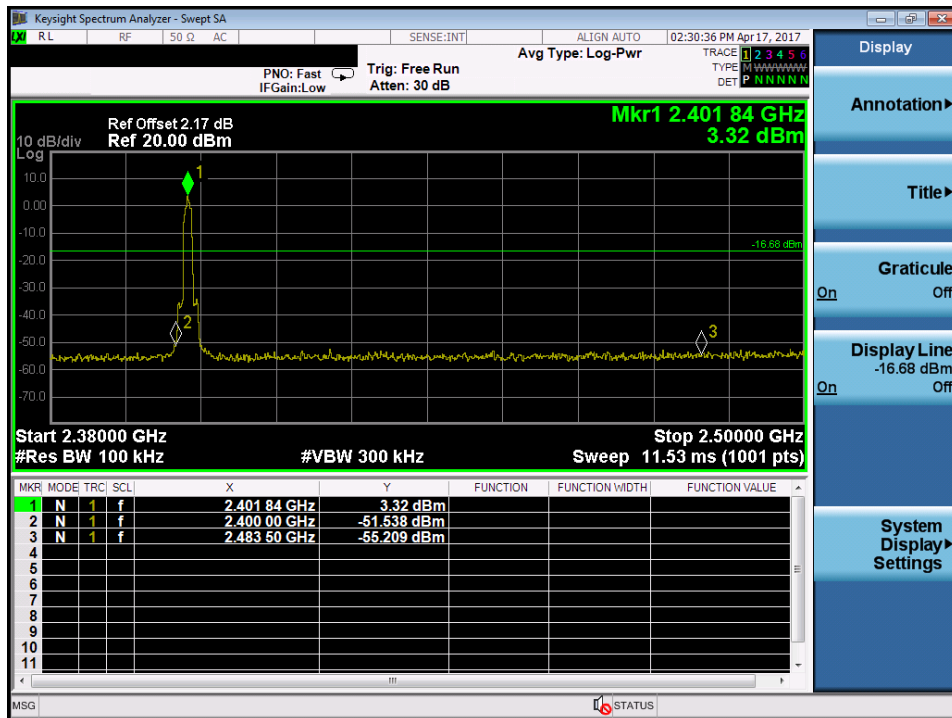 Keysight Spectrum Analyzer - Swept SA
LXI RL RF 50 Ω AC SENSE:INT ALIGN AUTO 02:30:36 PM Apr 17, 2017
Display
PNO: Fast
IFGain:Low
Trig: Free Run
Atten: 30 dB
Avg Type: Log-Pwr
TRACE 1 2 3 4 5 6
TYPE M WWWWW
DET P N N N N N
Annotation
Mkr1 2.401 84 GHz
3.32 dBm
Ref Offset 2.17 dB
10 dB/div Ref 20.00 dBm
Log
10.0
0.00
-10.0
-20.0
-30.0
-40.0
-50.0
-60.0
-70.0
1
2
3
-16.68 dBm
Title
Graticule
On Off
Display Line
-16.68 dBm
On Off
System
Display
Settings
Start 2.38000 GHz Stop 2.50000 GHz
#Res BW 100 kHz #VBW 300 kHz Sweep 11.53 ms (1001 pts)
MKR MODE TRC SCL X Y FUNCTION FUNCTION WIDTH FUNCTION VALUE
1 N 1 f 2.401 84 GHz 3.32 dBm
2 N 1 f 2.400 00 GHz -51.538 dBm
3 N 1 f 2.483 50 GHz -55.209 dBm
4
5
6
7
8
9
10
11
MSG STATUS